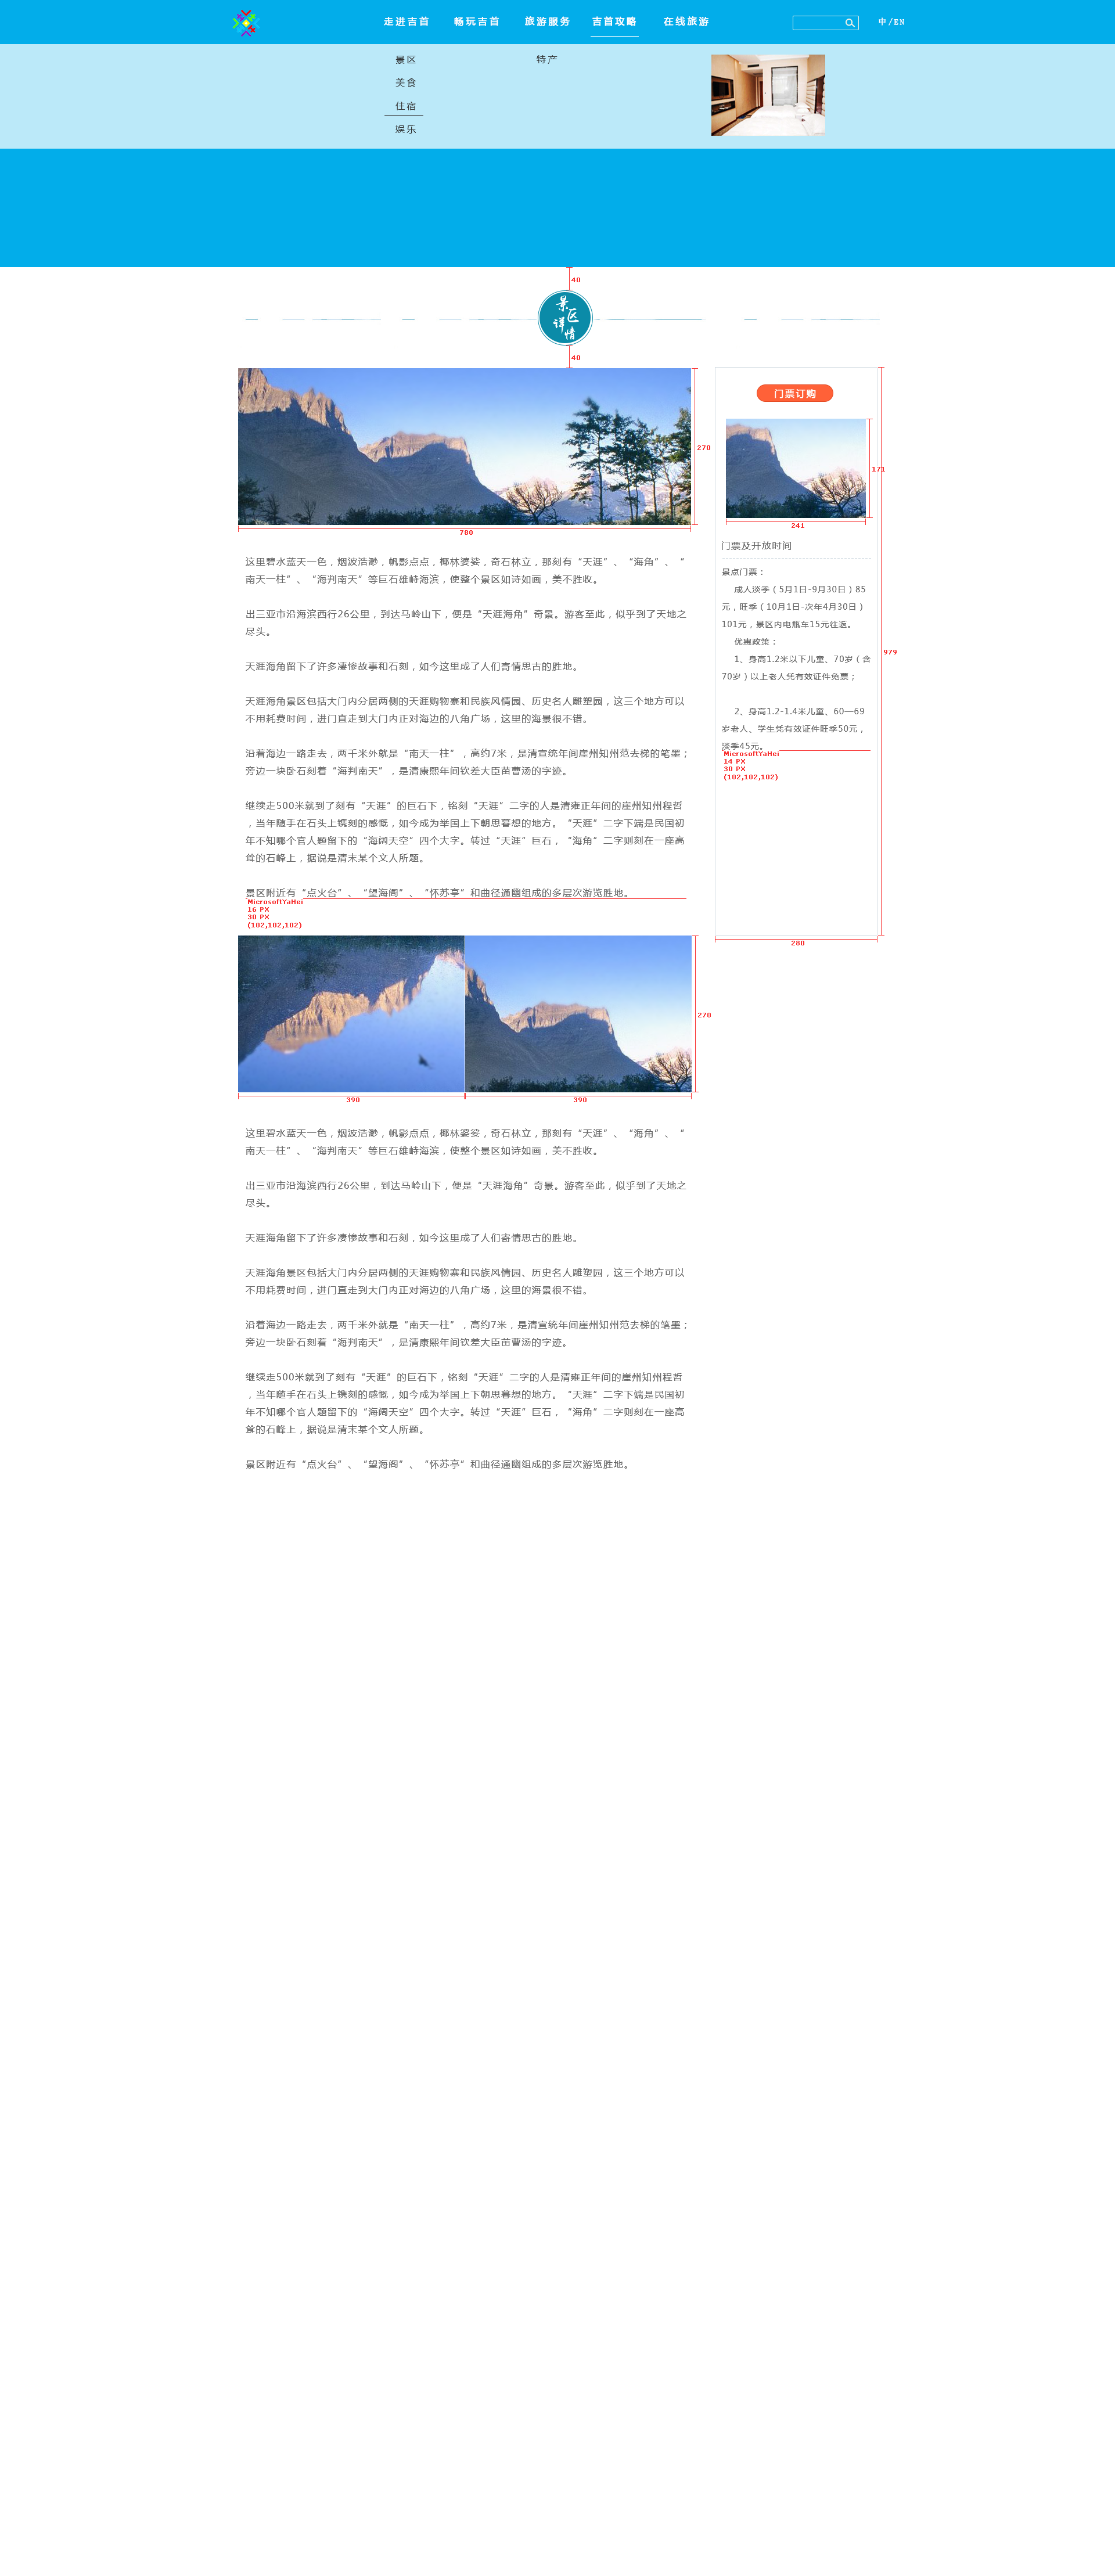 走进吉首 畅玩吉首 旅游服务 吉首攻略 在线旅游 中/EN
景区 特产
美食
住宿
娱乐
40
景区详情
40
270
780
这里碧水蓝天一色，烟波浩渺，帆影点点，椰林婆娑，奇石林立，那刻有“天涯”、“海角”、“
南天一柱”、“海判南天”等巨石雄峙海滨，使整个景区如诗如画，美不胜收。
出三亚市沿海滨西行26公里，到达马岭山下，便是“天涯海角”奇景。游客至此，似乎到了天地之
尽头。
天涯海角留下了许多凄惨故事和石刻，如今这里成了人们寄情思古的胜地。
天涯海角景区包括大门内分居两侧的天涯购物寨和民族风情园、历史名人雕塑园，这三个地方可以
不用耗费时间，进门直走到大门内正对海边的八角广场，这里的海景很不错。
沿着海边一路走去，两千米外就是“南天一柱”，高约7米，是清宣统年间崖州知州范去梯的笔墨；
旁边一块卧石刻着“海判南天”，是清康熙年间钦差大臣苗曹汤的字迹。
继续走500米就到了刻有“天涯”的巨石下，铭刻“天涯”二字的人是清雍正年间的崖州知州程哲
，当年随手在石头上镌刻的感慨，如今成为举国上下朝思暮想的地方。“天涯”二字下端是民国初
年不知哪个官人题留下的“海阔天空”四个大字。转过“天涯”巨石，“海角”二字则刻在一座高
耸的石峰上，据说是清末某个文人所题。
景区附近有“点火台”、“望海阁”、“怀苏亭”和曲径通幽组成的多层次游览胜地。
MicrosoftYaHei
16 PX
30 PX
(102,102,102)
门票订购
171
241
门票及开放时间
景点门票：
成人淡季（5月1日-9月30日）85
元，旺季（10月1日-次年4月30日）
101元，景区内电瓶车15元往返。
优惠政策：
1、身高1.2米以下儿童、70岁（含
70岁）以上老人凭有效证件免票；
2、身高1.2-1.4米儿童、60—69
岁老人、学生凭有效证件旺季50元，
淡季45元。
MicrosoftYaHei
14 PX
30 PX
(102,102,102)
979
280
270
390 390
这里碧水蓝天一色，烟波浩渺，帆影点点，椰林婆娑，奇石林立，那刻有“天涯”、“海角”、“
南天一柱”、“海判南天”等巨石雄峙海滨，使整个景区如诗如画，美不胜收。
出三亚市沿海滨西行26公里，到达马岭山下，便是“天涯海角”奇景。游客至此，似乎到了天地之
尽头。
天涯海角留下了许多凄惨故事和石刻，如今这里成了人们寄情思古的胜地。
天涯海角景区包括大门内分居两侧的天涯购物寨和民族风情园、历史名人雕塑园，这三个地方可以
不用耗费时间，进门直走到大门内正对海边的八角广场，这里的海景很不错。
沿着海边一路走去，两千米外就是“南天一柱”，高约7米，是清宣统年间崖州知州范去梯的笔墨；
旁边一块卧石刻着“海判南天”，是清康熙年间钦差大臣苗曹汤的字迹。
继续走500米就到了刻有“天涯”的巨石下，铭刻“天涯”二字的人是清雍正年间的崖州知州程哲
，当年随手在石头上镌刻的感慨，如今成为举国上下朝思暮想的地方。“天涯”二字下端是民国初
年不知哪个官人题留下的“海阔天空”四个大字。转过“天涯”巨石，“海角”二字则刻在一座高
耸的石峰上，据说是清末某个文人所题。
景区附近有“点火台”、“望海阁”、“怀苏亭”和曲径通幽组成的多层次游览胜地。